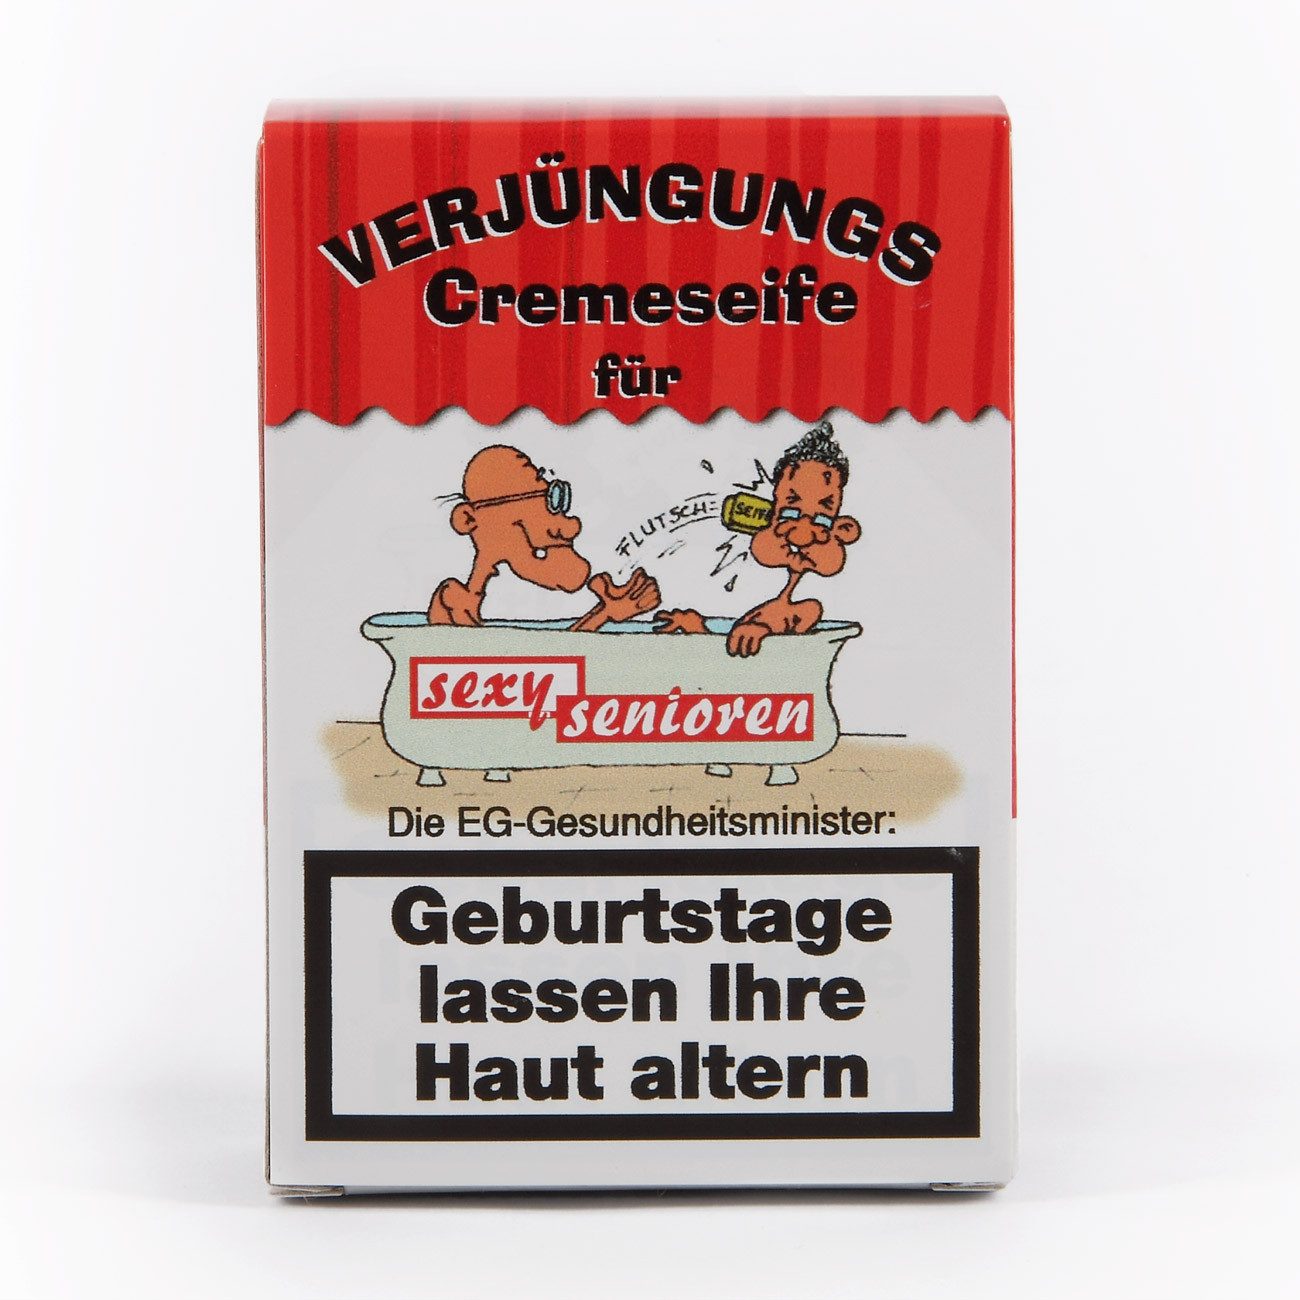 VERJÜNGUNGS
Cremeseife
für
FLUTSCH
SEIFE
sexy
senioren
Die EG-Gesundheitsminister:
Geburtstage
lassen Ihre
Haut altern